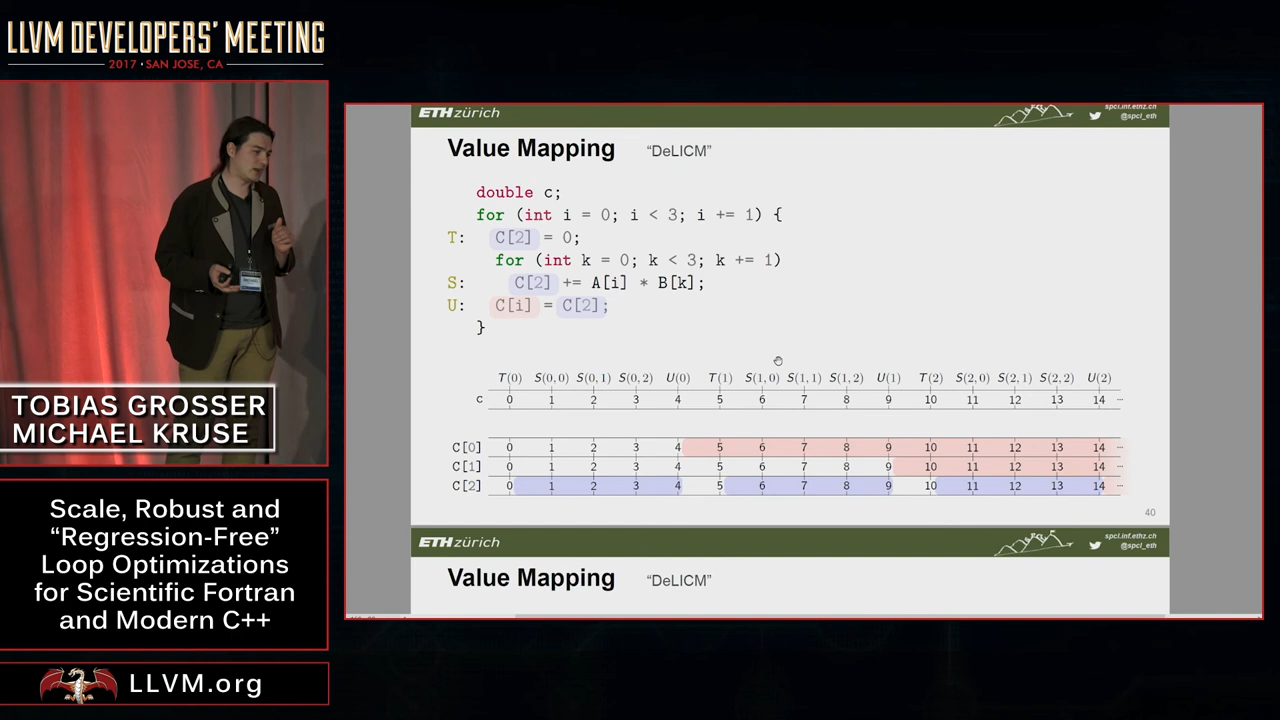 LLVM DEVELOPERS' MEETING
2017 · SAN JOSE, CA
TOBIAS GROSSER
MICHAEL KRUSE
Scale, Robust and
“Regression-Free”
Loop Optimizations
for Scientific Fortran
and Modern C++
LLVM.org
ETH zürich
spcl.inf.ethz.ch
@spcl_eth
Value Mapping “DeLICM”
double c;
for (int i = 0; i < 3; i += 1) {
T: C[2] = 0;
for (int k = 0; k < 3; k += 1)
S: C[2] += A[i] * B[k];
U: C[i] = C[2];
}
T(0) S(0,0) S(0,1) S(0,2) U(0) T(1) S(1,0) S(1,1) S(1,2) U(1) T(2) S(2,0) S(2,1) S(2,2) U(2)
c 0 1 2 3 4 5 6 7 8 9 10 11 12 13 14 ...
C[0] 0 1 2 3 4 5 6 7 8 9 10 11 12 13 14 ...
C[1] 0 1 2 3 4 5 6 7 8 9 10 11 12 13 14 ...
C[2] 0 1 2 3 4 5 6 7 8 9 10 11 12 13 14 ...
40
ETH zürich
spcl.inf.ethz.ch
@spcl_eth
Value Mapping “DeLICM”